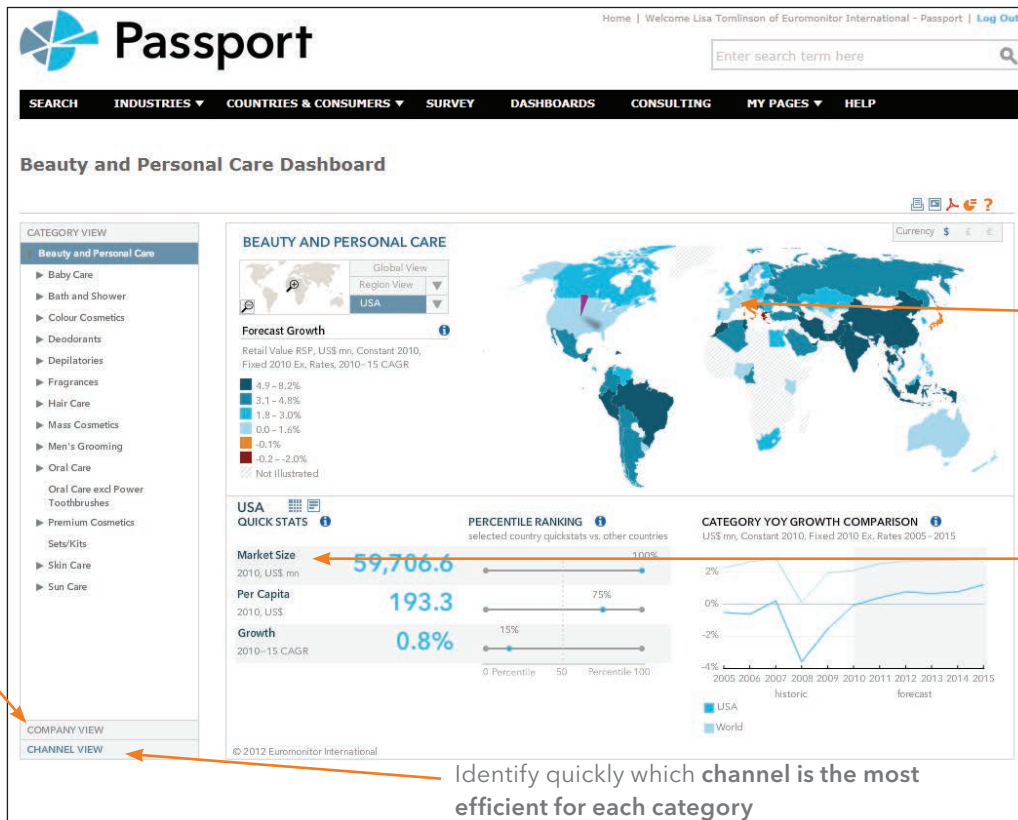 Home | Welcome Lisa Tomlinson of Euromonitor International - Passport | Log Out
Passport
Enter search term here
SEARCH INDUSTRIES ▼ COUNTRIES & CONSUMERS ▼ SURVEY DASHBOARDS CONSULTING MY PAGES ▼ HELP
Beauty and Personal Care Dashboard
?
Currency $ £ €
CATEGORY VIEW
Beauty and Personal Care
▶ Baby Care
▶ Bath and Shower
▶ Colour Cosmetics
▶ Deodorants
▶ Depilatories
▶ Fragrances
▶ Hair Care
▶ Mass Cosmetics
▶ Men's Grooming
▶ Oral Care
Oral Care excl Power
Toothbrushes
▶ Premium Cosmetics
Sets/Kits
▶ Skin Care
▶ Sun Care
COMPANY VIEW
CHANNEL VIEW
BEAUTY AND PERSONAL CARE
Global View
Region View ▼
USA ▼
Forecast Growth
Retail Value RSP, US$ mn, Constant 2010,
Fixed 2010 Ex. Rates, 2010-15 CAGR
4.9 - 8.2%
3.1 - 4.8%
1.8 - 3.0%
0.0 - 1.6%
-0.1%
-0.2 - -2.0%
Not Illustrated
USA
QUICK STATS
Market Size
2010, US$ mn
59,706.6
Per Capita
2010, US$
193.3
Growth
2010-15 CAGR
0.8%
PERCENTILE RANKING
selected country quickstats vs. other countries
100%
75%
15%
0 Percentile 50 Percentile 100
CATEGORY YOY GROWTH COMPARISON
US$ mn, Constant 2010, Fixed 2010 Ex. Rates 2005-2015
2%
0%
-2%
-4%
2005 2006 2007 2008 2009 2010 2011 2012 2013 2014 2015
historic forecast
USA
World
© 2012 Euromonitor International
Identify quickly which channel is the most
efficient for each category